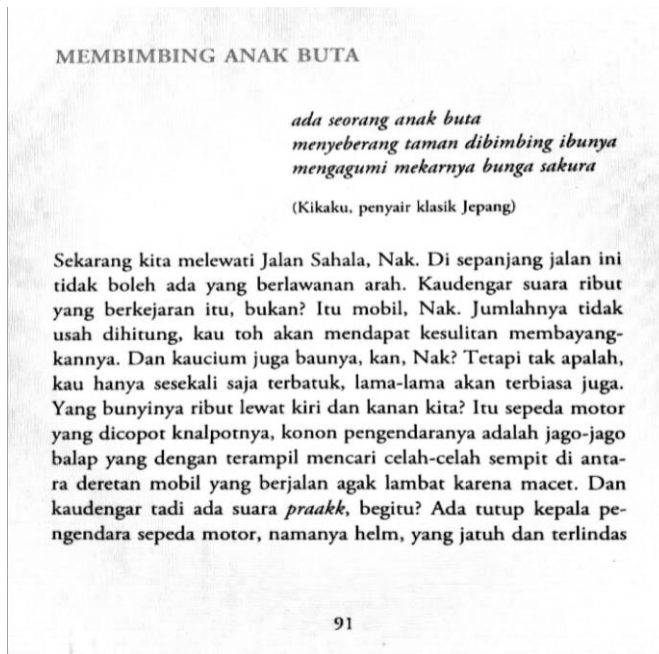 MEMBIMBING ANAK BUTA
ada seorang anak buta
menyeberang taman dibimbing ibunya
mengagumi mekarnya bunga sakura
(Kikaku, penyair klasik Jepang)
Sekarang kita melewati Jalan Sahala, Nak. Di sepanjang jalan ini
tidak boleh ada yang berlawanan arah. Kaudengar suara ribut
yang berkejaran itu, bukan? Itu mobil, Nak. Jumlahnya tidak
usah dihitung, kau toh akan mendapat kesulitan membayang-
kannya. Dan kaucium juga baunya, kan, Nak? Tetapi tak apalah,
kau hanya sesekali saja terbatuk, lama-lama akan terbiasa juga.
Yang bunyinya ribut lewat kiri dan kanan kita? Itu sepeda motor
yang dicopot knalpotnya, konon pengendaranya adalah jago-jago
balap yang dengan terampil mencari celah-celah sempit di anta-
ra deretan mobil yang berjalan agak lambat karena macet. Dan
kaudengar tadi ada suara praakk, begitu? Ada tutup kepala pe-
ngendara sepeda motor, namanya helm, yang jatuh dan terlindas
91